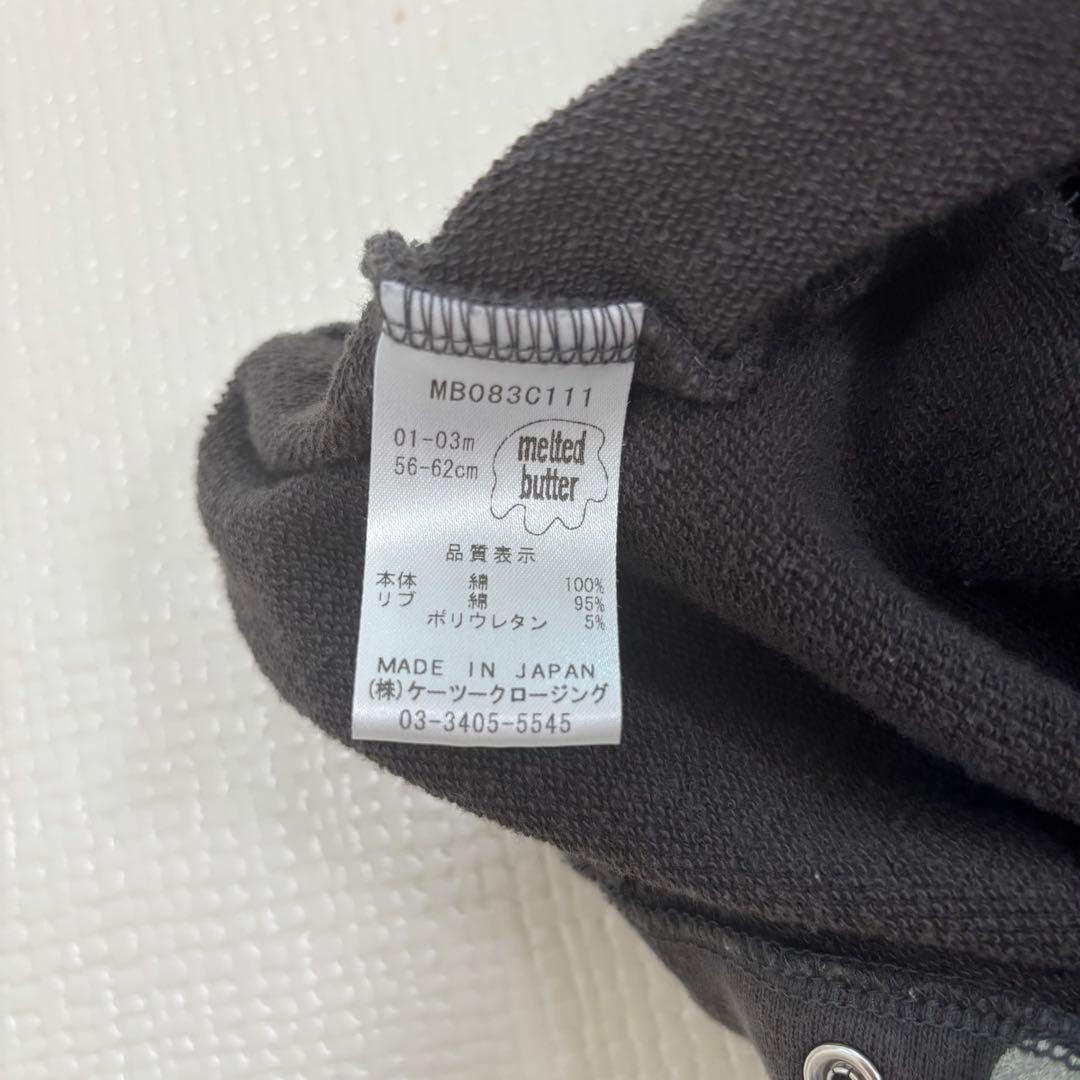 MB083C111
01-03m
56-62cm
melted
butter
品質表示
本体 綿 100%
リブ 綿 95%
ポリウレタン 5%
MADE IN JAPAN
(株)ケーツークロージング
03-3405-5545